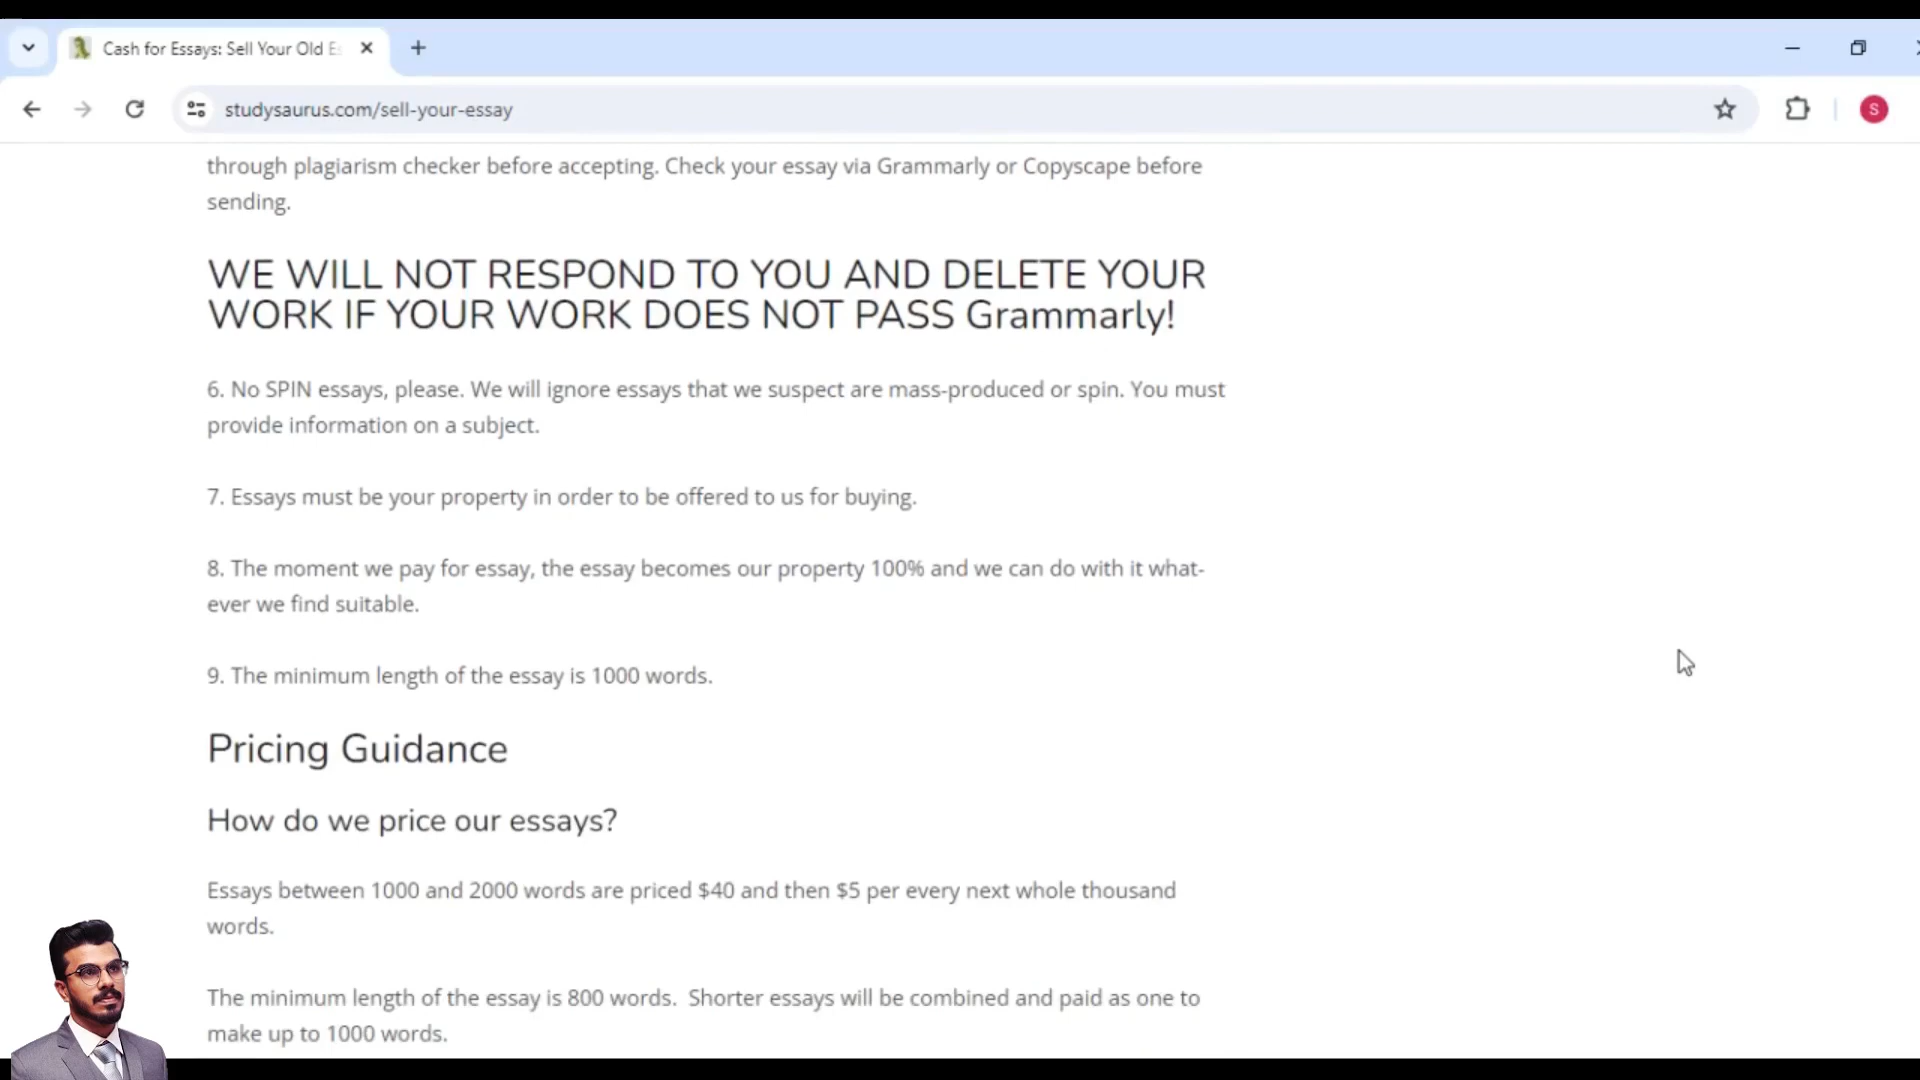 Cash for Essays: Sell Your Old Es
studysaurus.com/sell-your-essay
S
through plagiarism checker before accepting. Check your essay via Grammarly or Copyscape before
sending.
WE WILL NOT RESPOND TO YOU AND DELETE YOUR
WORK IF YOUR WORK DOES NOT PASS Grammarly!
6. No SPIN essays, please. We will ignore essays that we suspect are mass-produced or spin. You must
provide information on a subject.
7. Essays must be your property in order to be offered to us for buying.
8. The moment we pay for essay, the essay becomes our property 100% and we can do with it what-
ever we find suitable.
9. The minimum length of the essay is 1000 words.
Pricing Guidance
How do we price our essays?
Essays between 1000 and 2000 words are priced $40 and then $5 per every next whole thousand
words.
The minimum length of the essay is 800 words.  Shorter essays will be combined and paid as one to
make up to 1000 words.